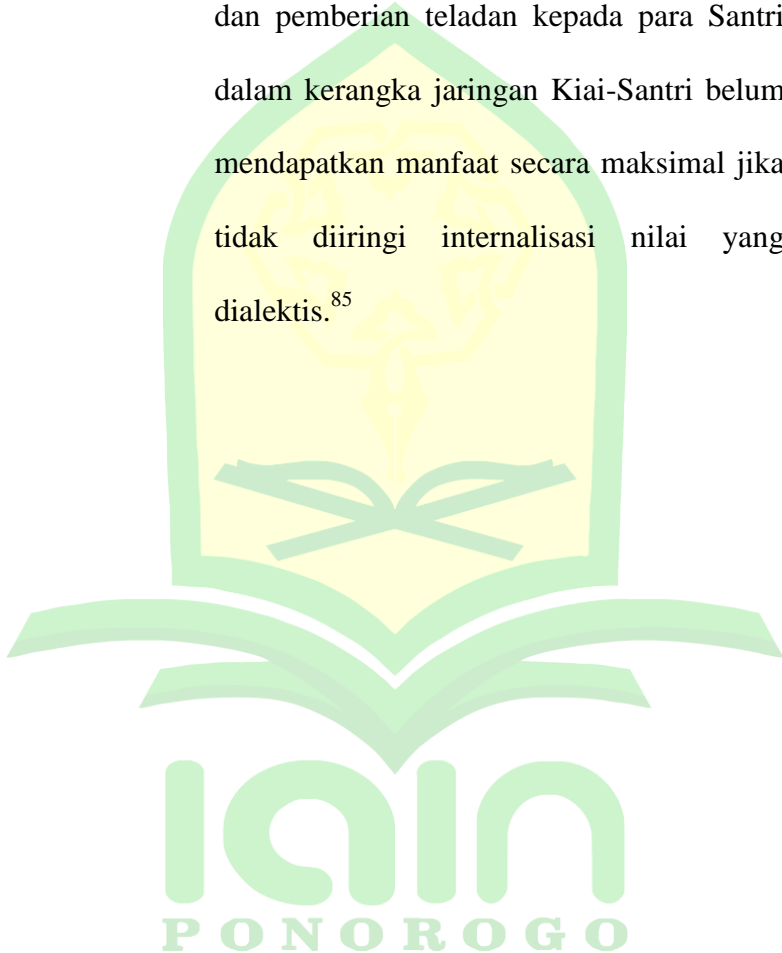 dan pemberian teladan kepada para Santri
dalam kerangka jaringan Kiai-Santri belum
mendapatkan manfaat secara maksimal jika
tidak diiringi internalisasi nilai yang
dialektis.85
iain
PONOROGO